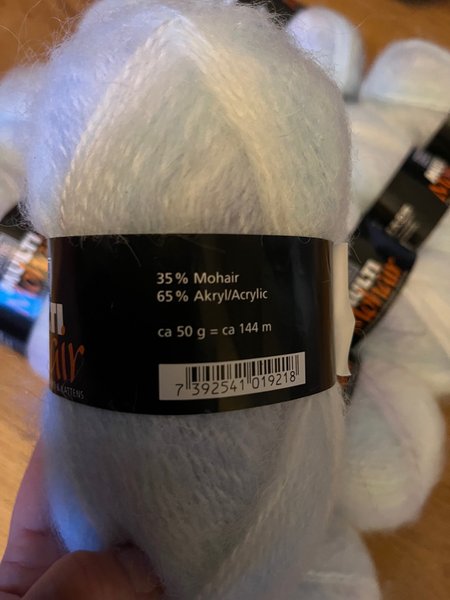 35% Mohair
65% Akryl/Acrylic
ca 50 g = ca 144 m
7 392541 019218